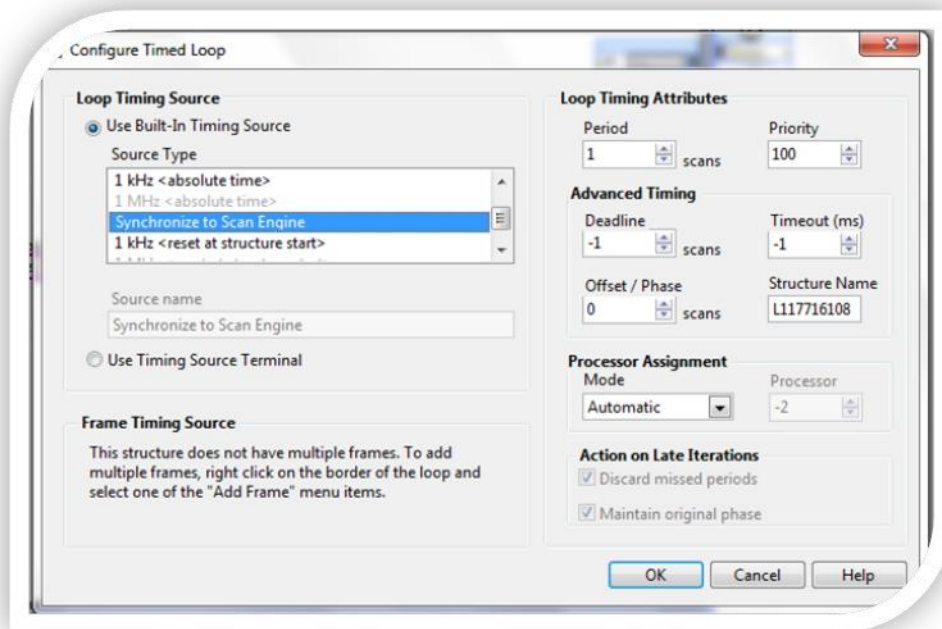 Configure Timed Loop
Loop Timing Source
Use Built-In Timing Source
Source Type
1 kHz <absolute time>
1 MHz <absolute time>
Synchronize to Scan Engine
1 kHz <reset at structure start>
Source name
Synchronize to Scan Engine
Use Timing Source Terminal
Frame Timing Source
This structure does not have multiple frames. To add
multiple frames, right click on the border of the loop and
select one of the "Add Frame" menu items.
Loop Timing Attributes
Period Priority
1 scans 100
Advanced Timing
Deadline Timeout (ms)
-1 scans -1
Offset / Phase Structure Name
0 scans L117716108
Processor Assignment
Mode Processor
Automatic -2
Action on Late Iterations
Discard missed periods
Maintain original phase
OK Cancel Help